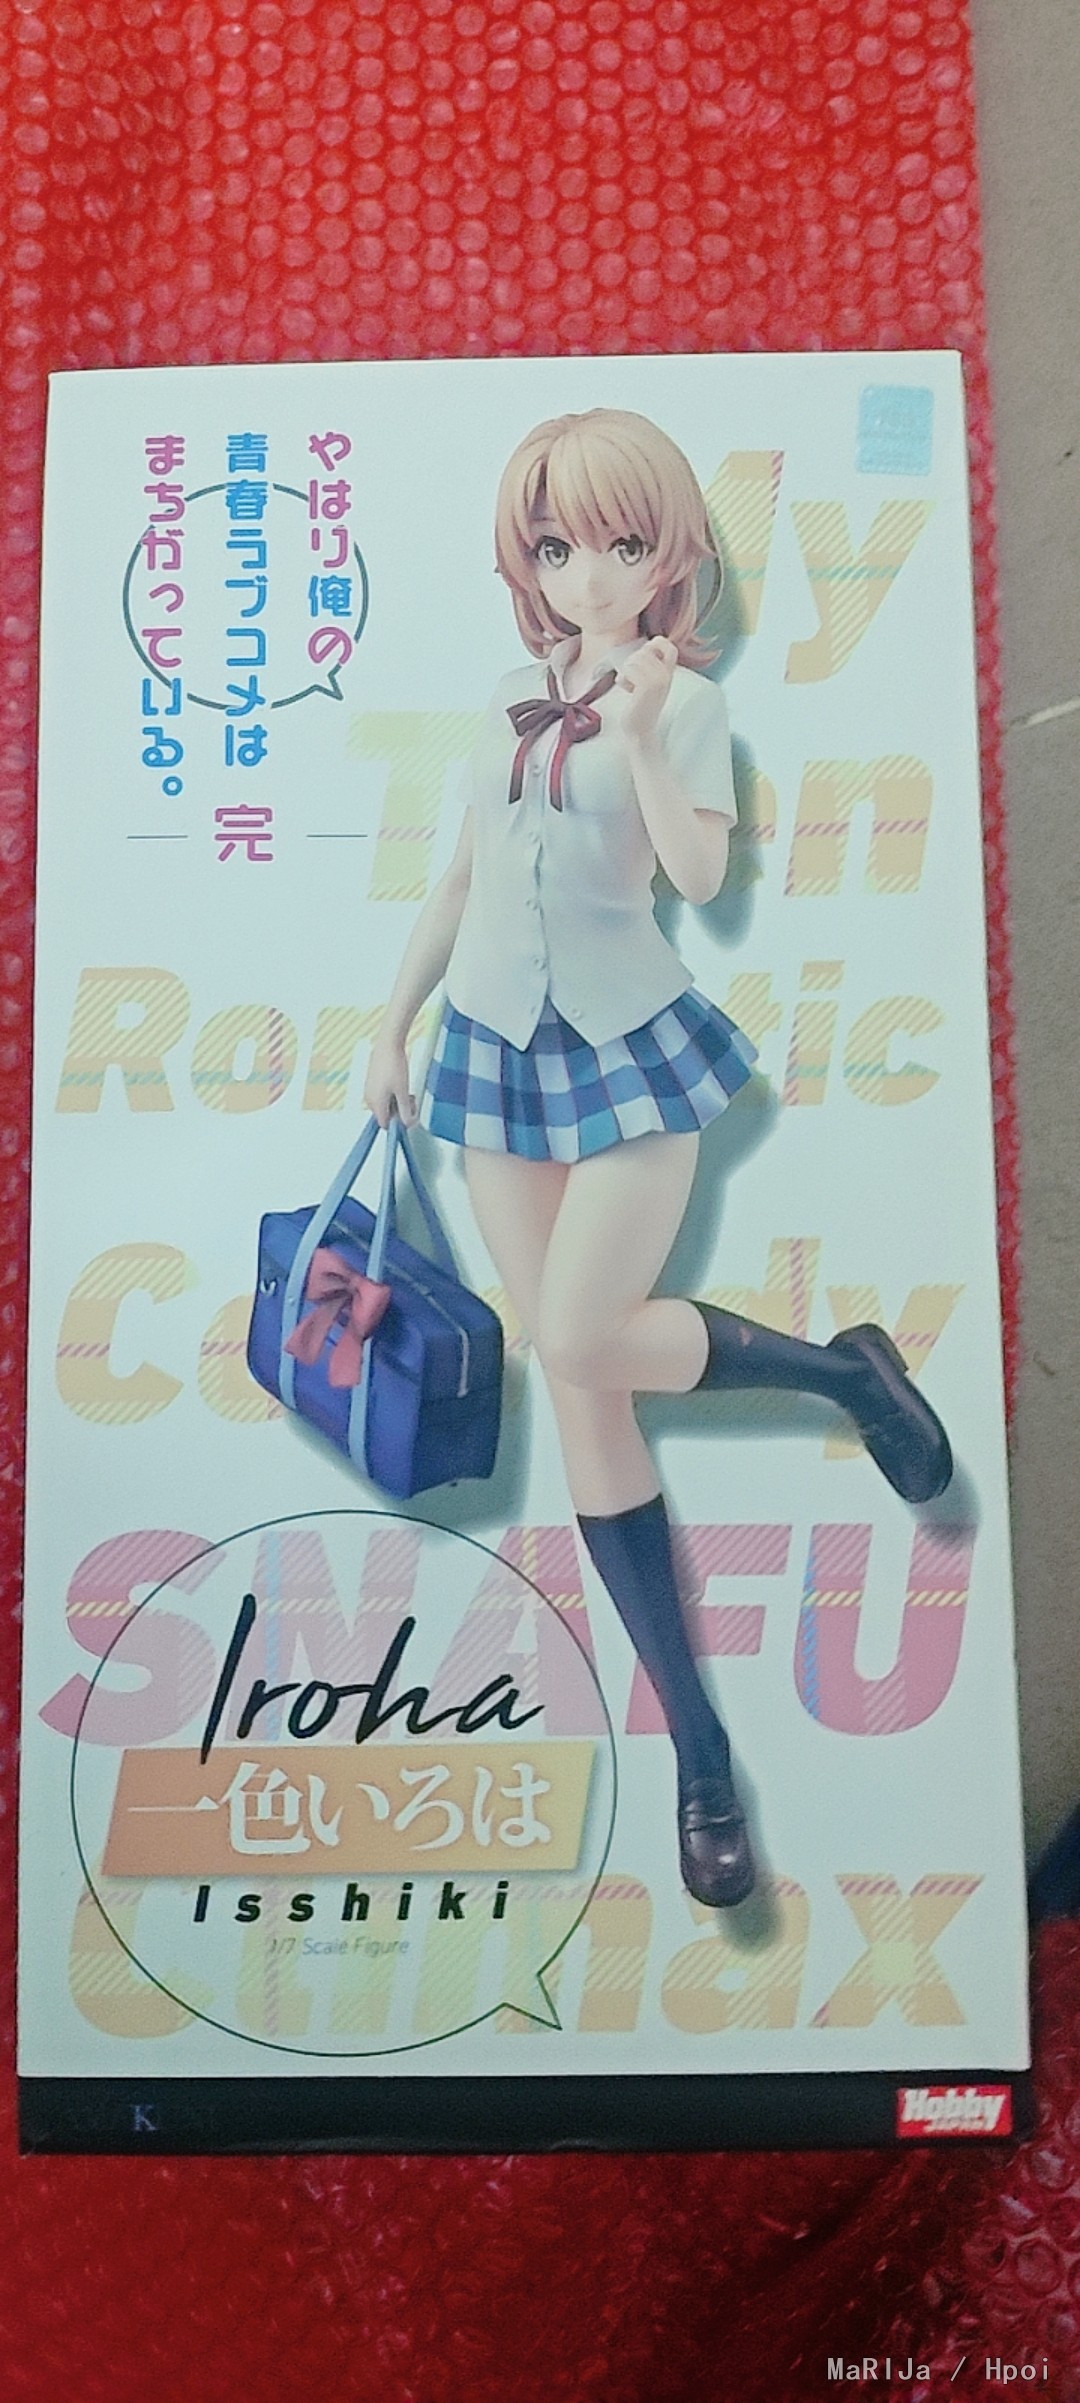 やはり俺の
青春ラブコメは
まちがっている。
完
My
Teen
Romantic
Comedy
SNAFU
Climax
Iroha
一色いろは
Isshiki
1/7 Scale Figure
K
Hobby
JAPAN
MaRIJa / Hpoi